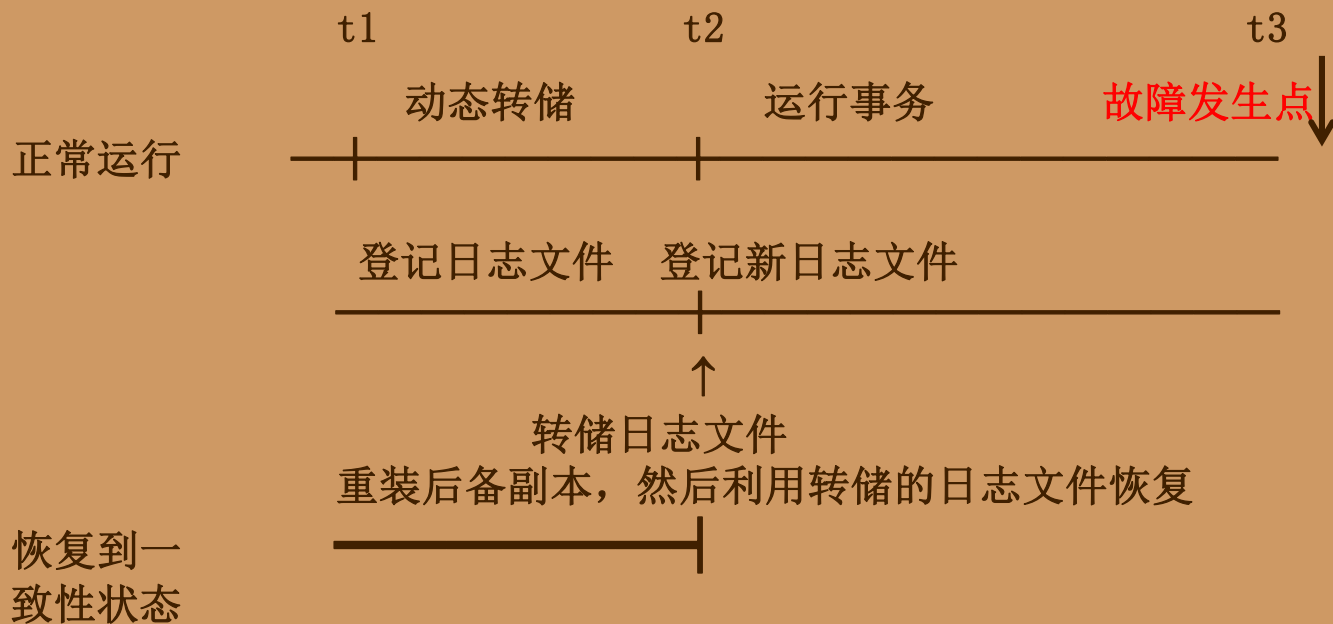 t1 t2 t3
动态转储 运行事务 故障发生点
正常运行
登记日志文件 登记新日志文件
转储日志文件
重装后备副本，然后利用转储的日志文件恢复
恢复到一
致性状态